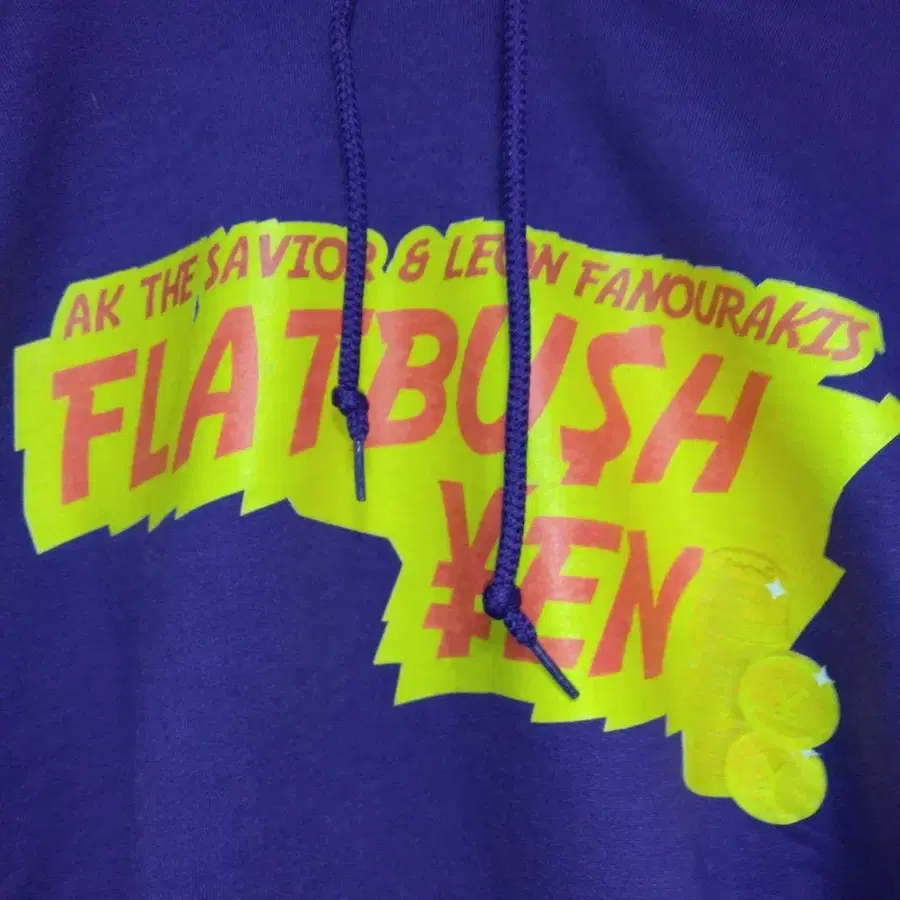 AK THE SAVIOR & LEON FANOURAKIS
FLATBU$H
¥EN